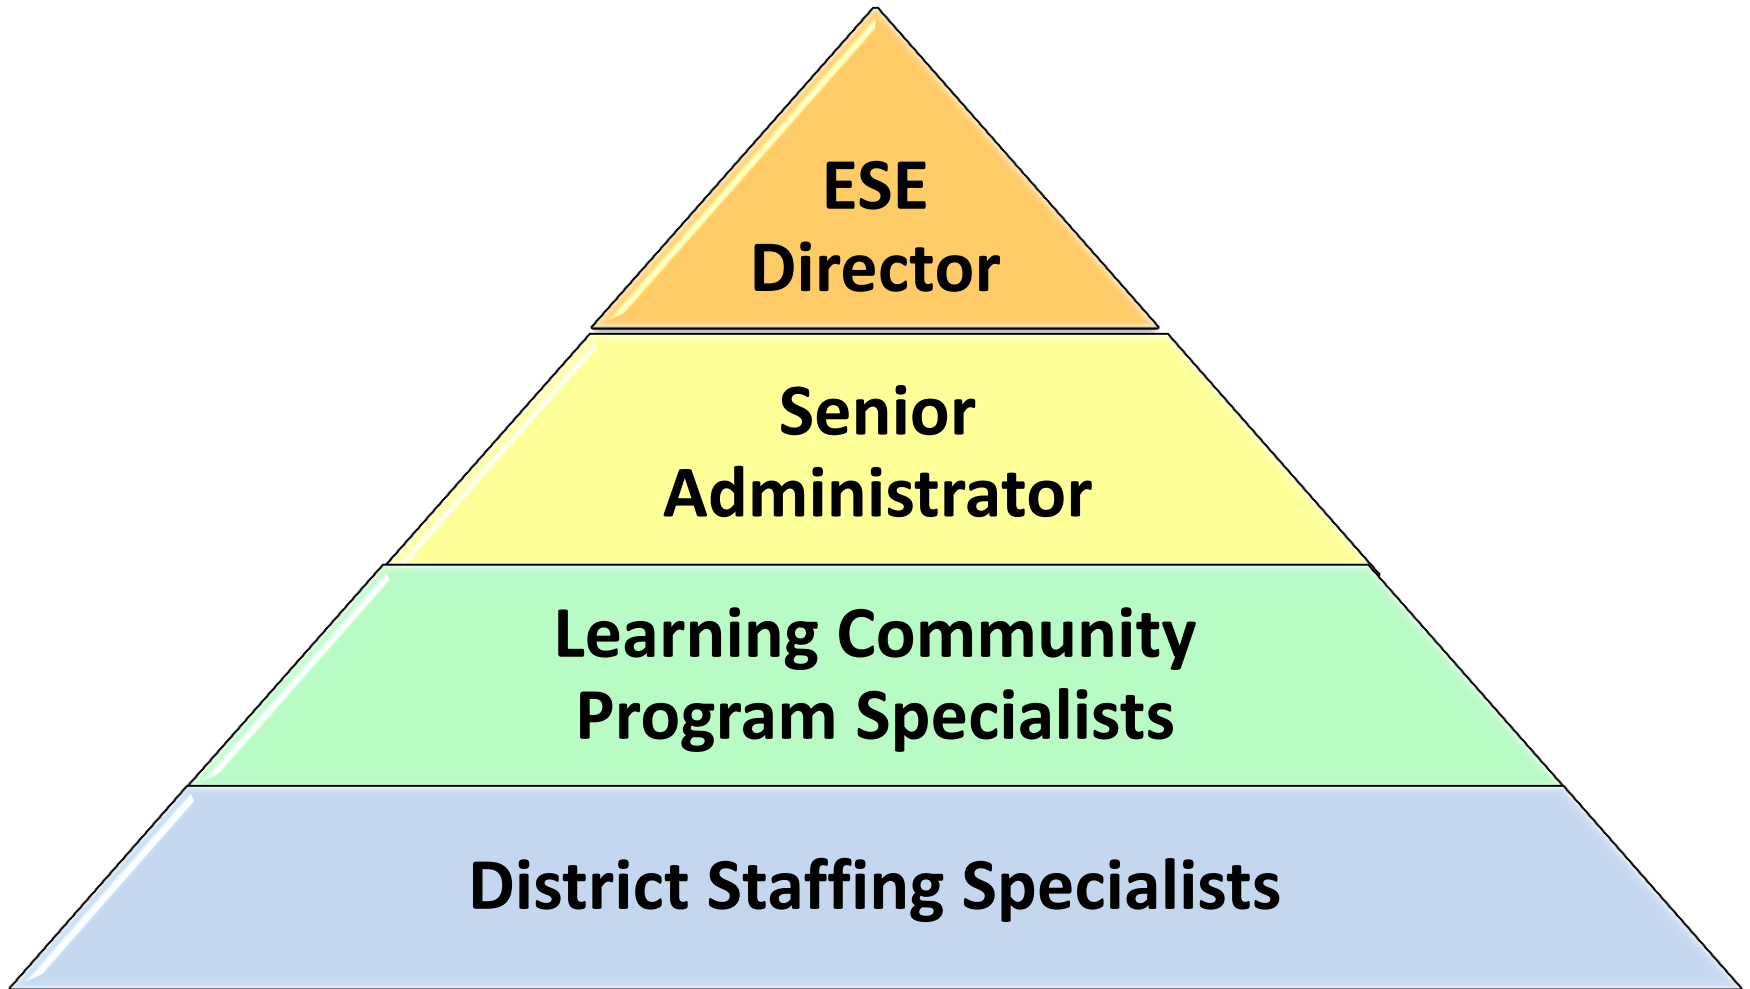 ESE
Director
Senior
Administrator
Learning Community
Program Specialists
District Staffing Specialists